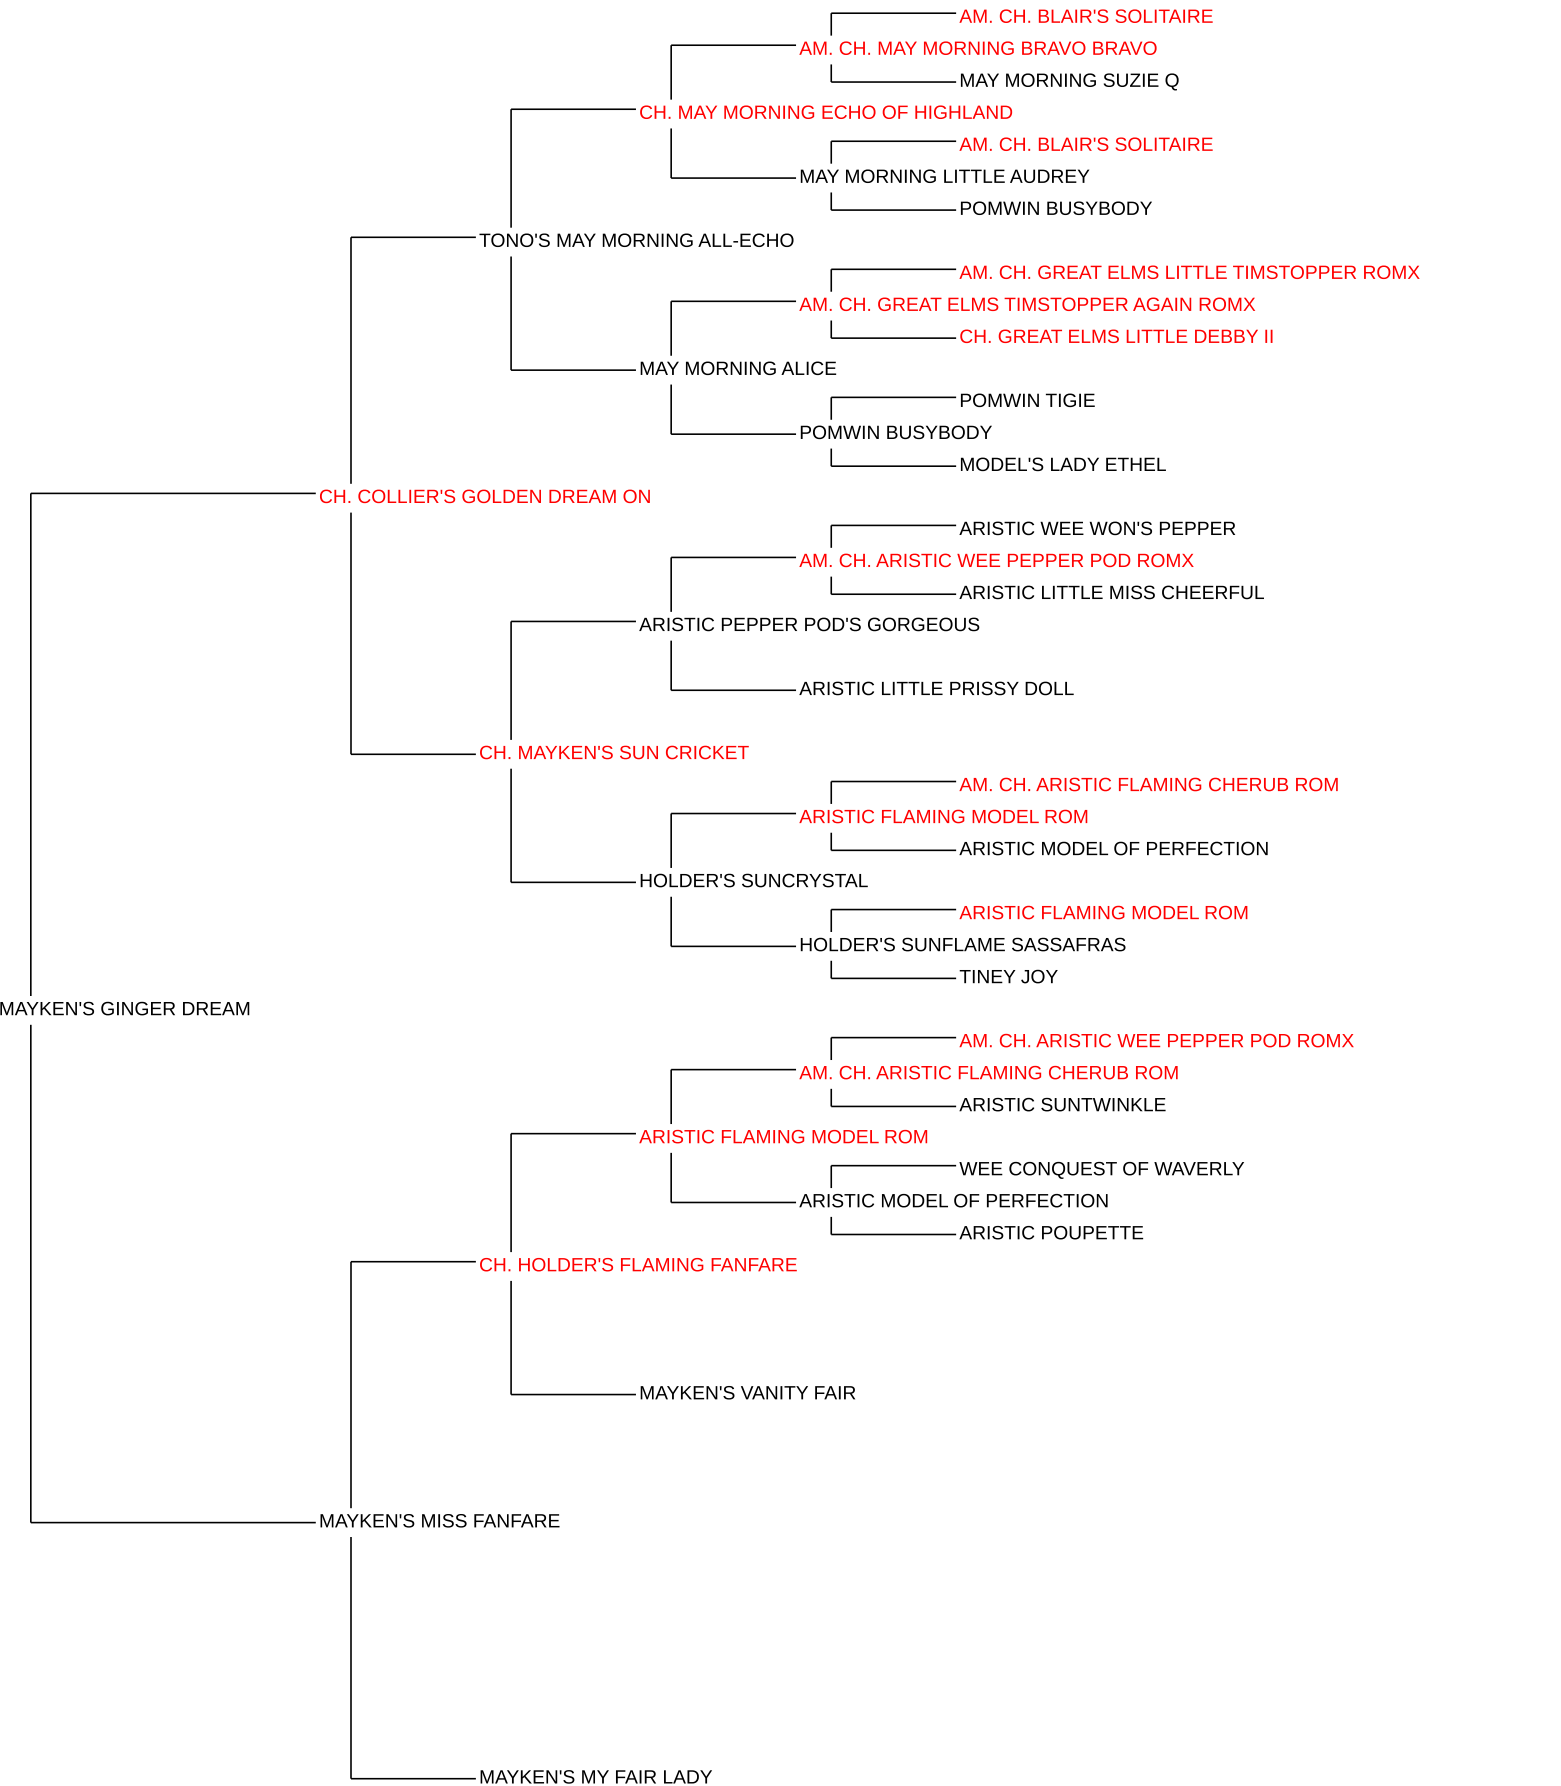 AM. CH. BLAIR'S SOLITAIRE
AM. CH. MAY MORNING BRAVO BRAVO
MAY MORNING SUZIE Q
CH. MAY MORNING ECHO OF HIGHLAND
AM. CH. BLAIR'S SOLITAIRE
MAY MORNING LITTLE AUDREY
POMWIN BUSYBODY
TONO'S MAY MORNING ALL-ECHO
AM. CH. GREAT ELMS LITTLE TIMSTOPPER ROMX
AM. CH. GREAT ELMS TIMSTOPPER AGAIN ROMX
CH. GREAT ELMS LITTLE DEBBY II
MAY MORNING ALICE
POMWIN TIGIE
POMWIN BUSYBODY
MODEL'S LADY ETHEL
CH. COLLIER'S GOLDEN DREAM ON
ARISTIC WEE WON'S PEPPER
AM. CH. ARISTIC WEE PEPPER POD ROMX
ARISTIC LITTLE MISS CHEERFUL
ARISTIC PEPPER POD'S GORGEOUS
ARISTIC LITTLE PRISSY DOLL
CH. MAYKEN'S SUN CRICKET
AM. CH. ARISTIC FLAMING CHERUB ROM
ARISTIC FLAMING MODEL ROM
ARISTIC MODEL OF PERFECTION
HOLDER'S SUNCRYSTAL
ARISTIC FLAMING MODEL ROM
HOLDER'S SUNFLAME SASSAFRAS
TINEY JOY
MAYKEN'S GINGER DREAM
AM. CH. ARISTIC WEE PEPPER POD ROMX
AM. CH. ARISTIC FLAMING CHERUB ROM
ARISTIC SUNTWINKLE
ARISTIC FLAMING MODEL ROM
WEE CONQUEST OF WAVERLY
ARISTIC MODEL OF PERFECTION
ARISTIC POUPETTE
CH. HOLDER'S FLAMING FANFARE
MAYKEN'S VANITY FAIR
MAYKEN'S MISS FANFARE
MAYKEN'S MY FAIR LADY